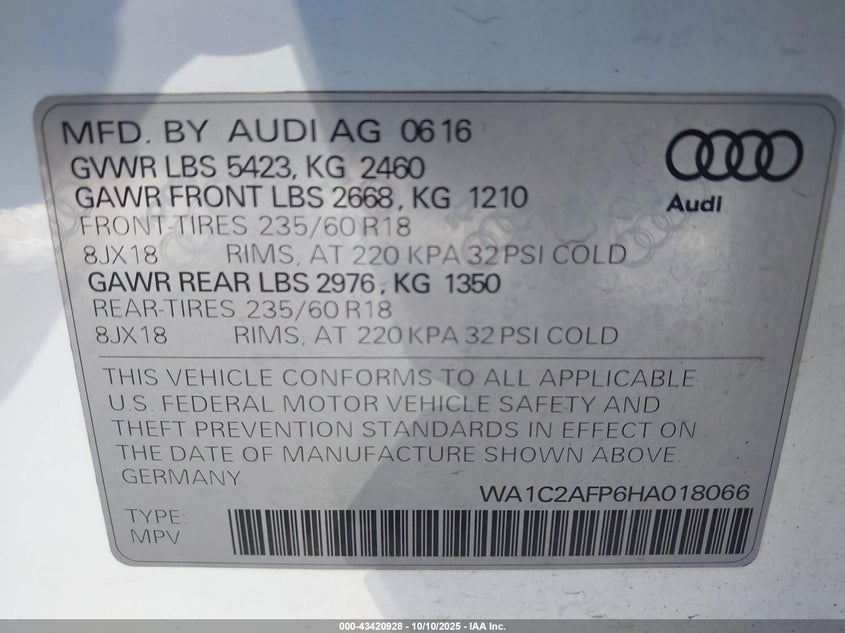 MFD. BY AUDI AG 0616
GVWR LBS 5423, KG 2460
GAWR FRONT LBS 2668, KG 1210
FRONT-TIRES 235/60 R18
8JX18 RIMS, AT 220 KPA 32 PSI COLD
GAWR REAR LBS 2976, KG 1350
REAR-TIRES 235/60 R18
8JX18 RIMS, AT 220 KPA 32 PSI COLD
Audi
THIS VEHICLE CONFORMS TO ALL APPLICABLE
U.S. FEDERAL MOTOR VEHICLE SAFETY AND
THEFT PREVENTION STANDARDS IN EFFECT ON
THE DATE OF MANUFACTURE SHOWN ABOVE.
GERMANY
WA1C2AFP6HA018066
TYPE:
MPV
000-43420928 - 10/10/2025 - IAA Inc.